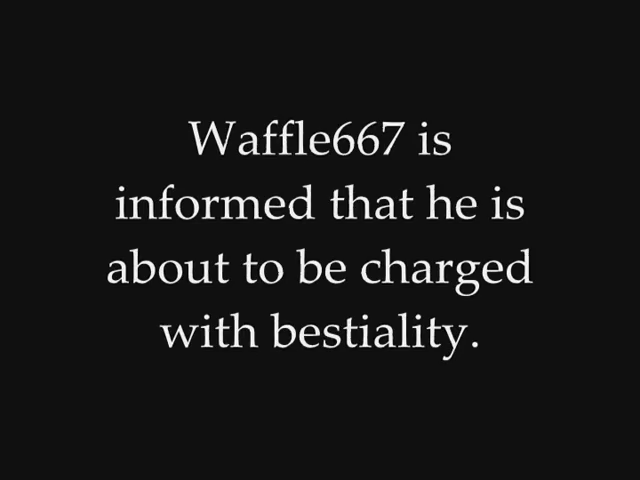 Waffle667 is
informed that he is
about to be charged
with bestiality.